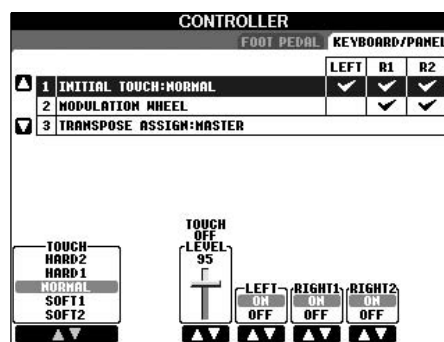 CONTROLLER
FOOT PEDAL KEYBOARD/PANEL
LEFT R1 R2
1 INITIAL TOUCH:NORMAL
2 MODULATION WHEEL
3 TRANSPOSE ASSIGN:MASTER
TOUCH
OFF
LEVEL
95
TOUCH
HARD2
HARD1
NORMAL
SOFT1
SOFT2
LEFT RIGHT1 RIGHT2
ON ON ON
OFF OFF OFF